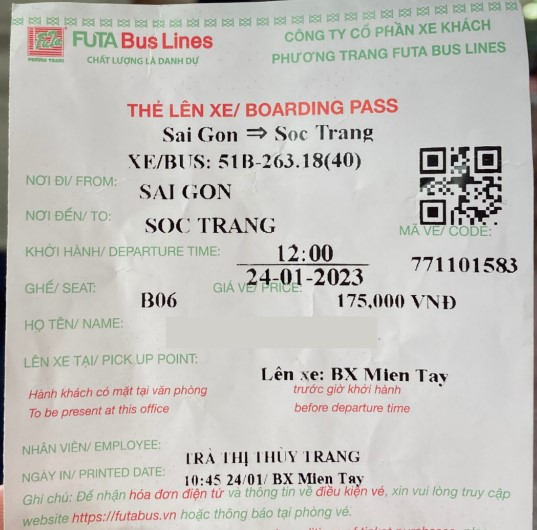 FUTA Bus Lines
CHẤT LƯỢNG LÀ DANH DỰ
FUTA
PHƯƠNG TRANG
CÔNG TY CỔ PHẦN XE KHÁCH
PHƯƠNG TRANG FUTA BUS LINES
THẺ LÊN XE/ BOARDING PASS
Sai Gon ⇒ Soc Trang
XE/BUS: 51B-263.18(40)
NƠI ĐI/ FROM: SAI GON
NƠI ĐẾN/ TO: SOC TRANG
MÃ VÉ/ CODE: 771101583
KHỞI HÀNH/ DEPARTURE TIME: 12:00
24-01-2023
GHẾ/ SEAT: B06 GIÁ VÉ/ PRICE: 175,000 VNĐ
HỌ TÊN/ NAME:
LÊN XE TẠI/ PICK UP POINT: Lên xe: BX Mien Tay
Hành khách có mặt tại văn phòng trước giờ khởi hành
To be present at this office before departure time
NHÂN VIÊN/ EMPLOYEE: TRÀ THỊ THÙY TRANG
NGÀY IN/ PRINTED DATE: 10:45 24/01/ BX Mien Tay
Ghi chú: Để nhận hóa đơn điện tử và thông tin về điều kiện vé, xin vui lòng truy cập
website https://futabus.vn hoặc thông báo tại phòng vé.